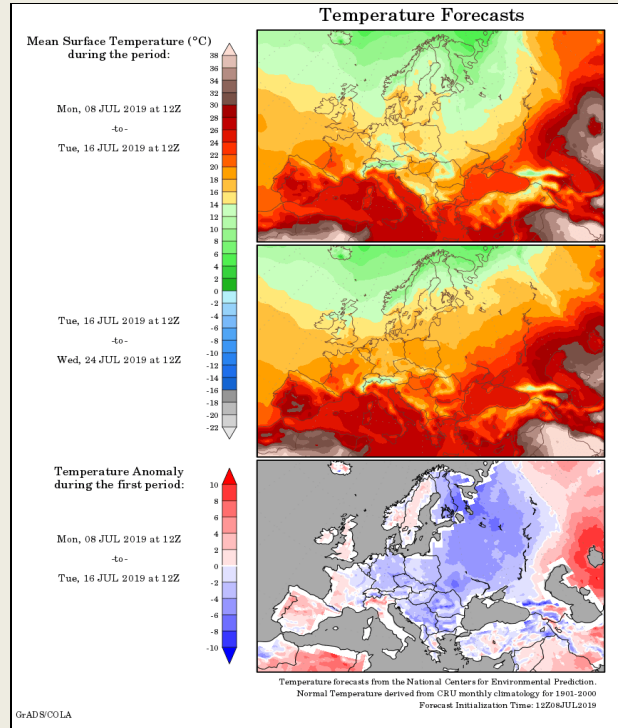 Temperature Forecasts
Mean Surface Temperature (°C)
during the period:
Mon, 08 JUL 2019 at 12Z
-to-
Tue, 16 JUL 2019 at 12Z
38
36
34
32
30
28
26
24
22
20
18
16
14
12
10
8
6
4
2
0
-2
-4
-6
-8
-10
-12
-14
-16
-18
-20
-22
Tue, 16 JUL 2019 at 12Z
-to-
Wed, 24 JUL 2019 at 12Z
Temperature Anomaly
during the first period:
Mon, 08 JUL 2019 at 12Z
-to-
Tue, 16 JUL 2019 at 12Z
10
8
6
4
2
0
-2
-4
-6
-8
-10
Temperature forecasts from the National Centers for Environmental Prediction.
Normal Temperature derived from CRU monthly climatology for 1901-2000
Forecast Initialization Time: 12Z08JUL2019
GrADS/COLA